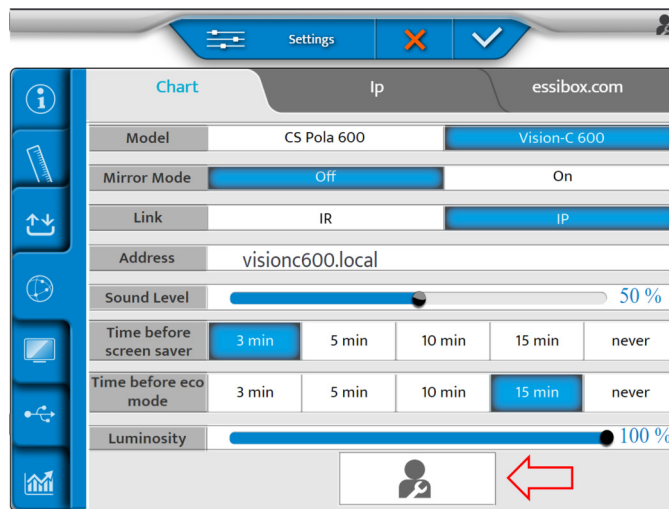 Settings
Chart Ip essibox.com
Model CS Pola 600 Vision-C 600
Mirror Mode Off On
Link IR IP
Address visionc600.local
Sound Level 50 %
Time before
screen saver 3 min 5 min 10 min 15 min never
Time before eco
mode 3 min 5 min 10 min 15 min never
Luminosity 100 %